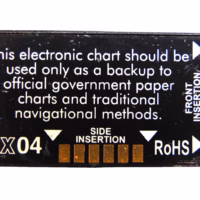 his electronic chart should be
used only as a backup to
official government paper
charts and traditional
navigational methods.
FRONT
INSERTION
SIDE
INSERTION
X04
RoHS